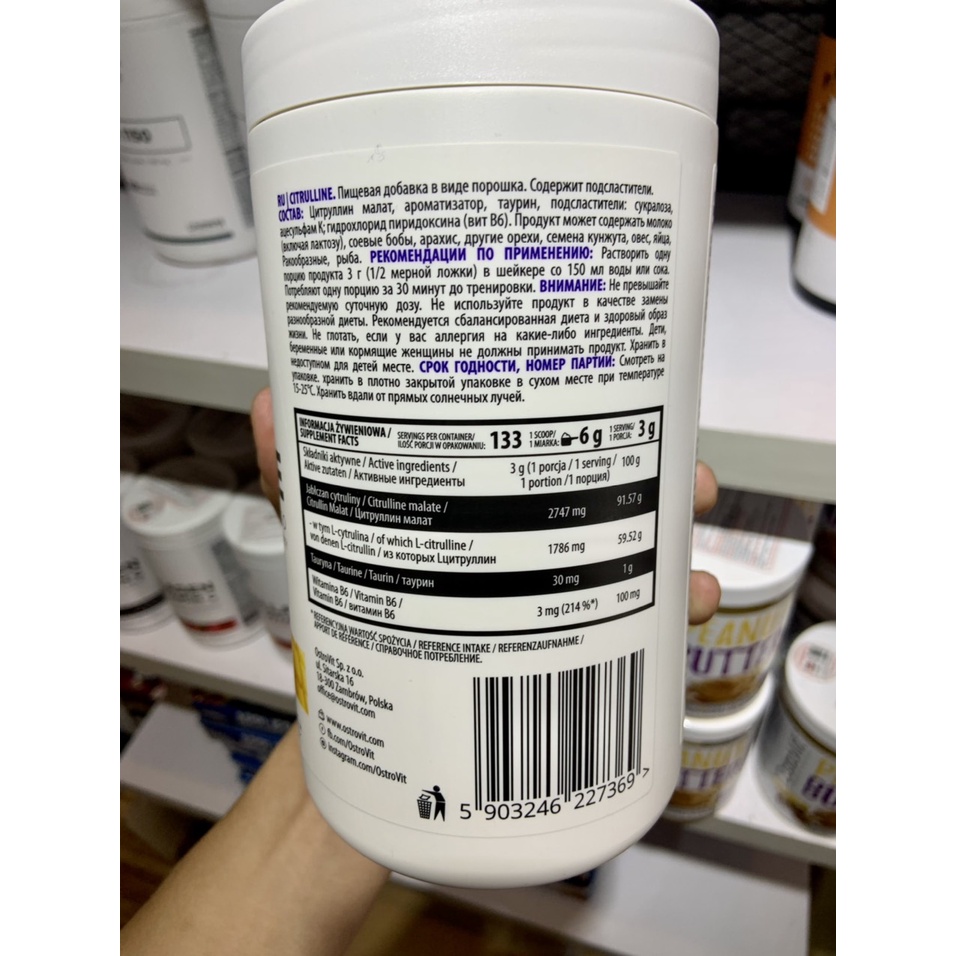 RU | CITRULLINE. Пищевая добавка в виде порошка. Содержит подсластители.
СОСТАВ: Цитруллин малат, ароматизатор, таурин, подсластители: сукралоза,
ацесульфам К; гидрохлорид пиридоксина (вит В6). Продукт может содержать молоко
(включая лактозу), соевые бобы, арахис, другие орехи, семена кунжута, овес, яйца,
Ракообразные, рыба. РЕКОМЕНДАЦИИ ПО ПРИМЕНЕНИЮ: Растворить одну
порцию продукта 3 г (1/2 мерной ложки) в шейкере со 150 мл воды или сока.
Потребляют одну порцию за 30 минут до тренировки. ВНИМАНИЕ: Не превышайте
рекомендуемую суточную дозу. Не используйте продукт в качестве замены
разнообразной диеты. Рекомендуется сбалансированная диета и здоровый образ
жизни. Не глотать, если у вас аллергия на какие-либо ингредиенты. Дети,
беременные или кормящие женщины не должны принимать продукт. Хранить в
недоступном для детей месте. СРОК ГОДНОСТИ, НОМЕР ПАРТИИ: Смотреть на
упаковке. хранить в плотно закрытой упаковке в сухом месте при температуре
15-25°C. Хранить вдали от прямых солнечных лучей.
INFORMACJA ŻYWIENIOWA /
SUPPLEMENT FACTS
SERVINGS PER CONTAINER/
ILOŚĆ PORCJI W OPAKOWANIU: 133
1 SCOOP/
1 MIARKA: 6 g
1 SERVING/
1 PORCJA: 3 g
Składniki aktywne / Active ingredients /
Aktive zutaten / Активные ингредиенты
3 g (1 porcja / 1 serving/
1 portion /1 порция)
100 g
Jabłczan cytruliny / Citrulline malate /
Citrullin Malat / Цитруллин малат
2747 mg 91.57 g
- w tym L-cytrulina / of which L-citrulline /
von denen L-citrullin / из которых Lцитруллин
1786 mg 59.52 g
Tauryna / Taurine / Taurin / таурин 30 mg 1 g
Witamina B6 / Vitamin B6 /
Vitamin B6 / витамин B6
3 mg (214 %*) 100 mg
* REFERENCYJNA WARTOŚĆ SPOŻYCIA / REFERENCE INTAKE / REFERENZAUFNAHME /
APPORT DE RÉFÉRENCE / СПРАВОЧНОЕ ПОТРЕБЛЕНИЕ.
OstroVit Sp. z o.o.
ul. Sitarska 16
18-300 Zambrów, Polska
office@ostrovit.com
www.ostrovit.com
fb.com/OstroVit
instagram.com/OstroVit
5 903246 227369 >